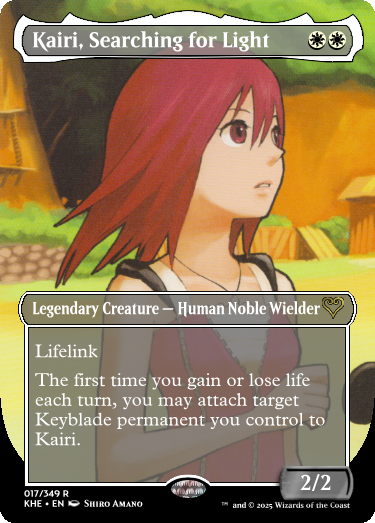 Kairi, Searching for Light
Legendary Creature — Human Noble Wielder
Lifelink
The first time you gain or lose life
each turn, you may attach target
Keyblade permanent you control to
Kairi.
2/2
017/349 R
KHE • EN Shiro Amano
™ and © 2025 Wizards of the Coast